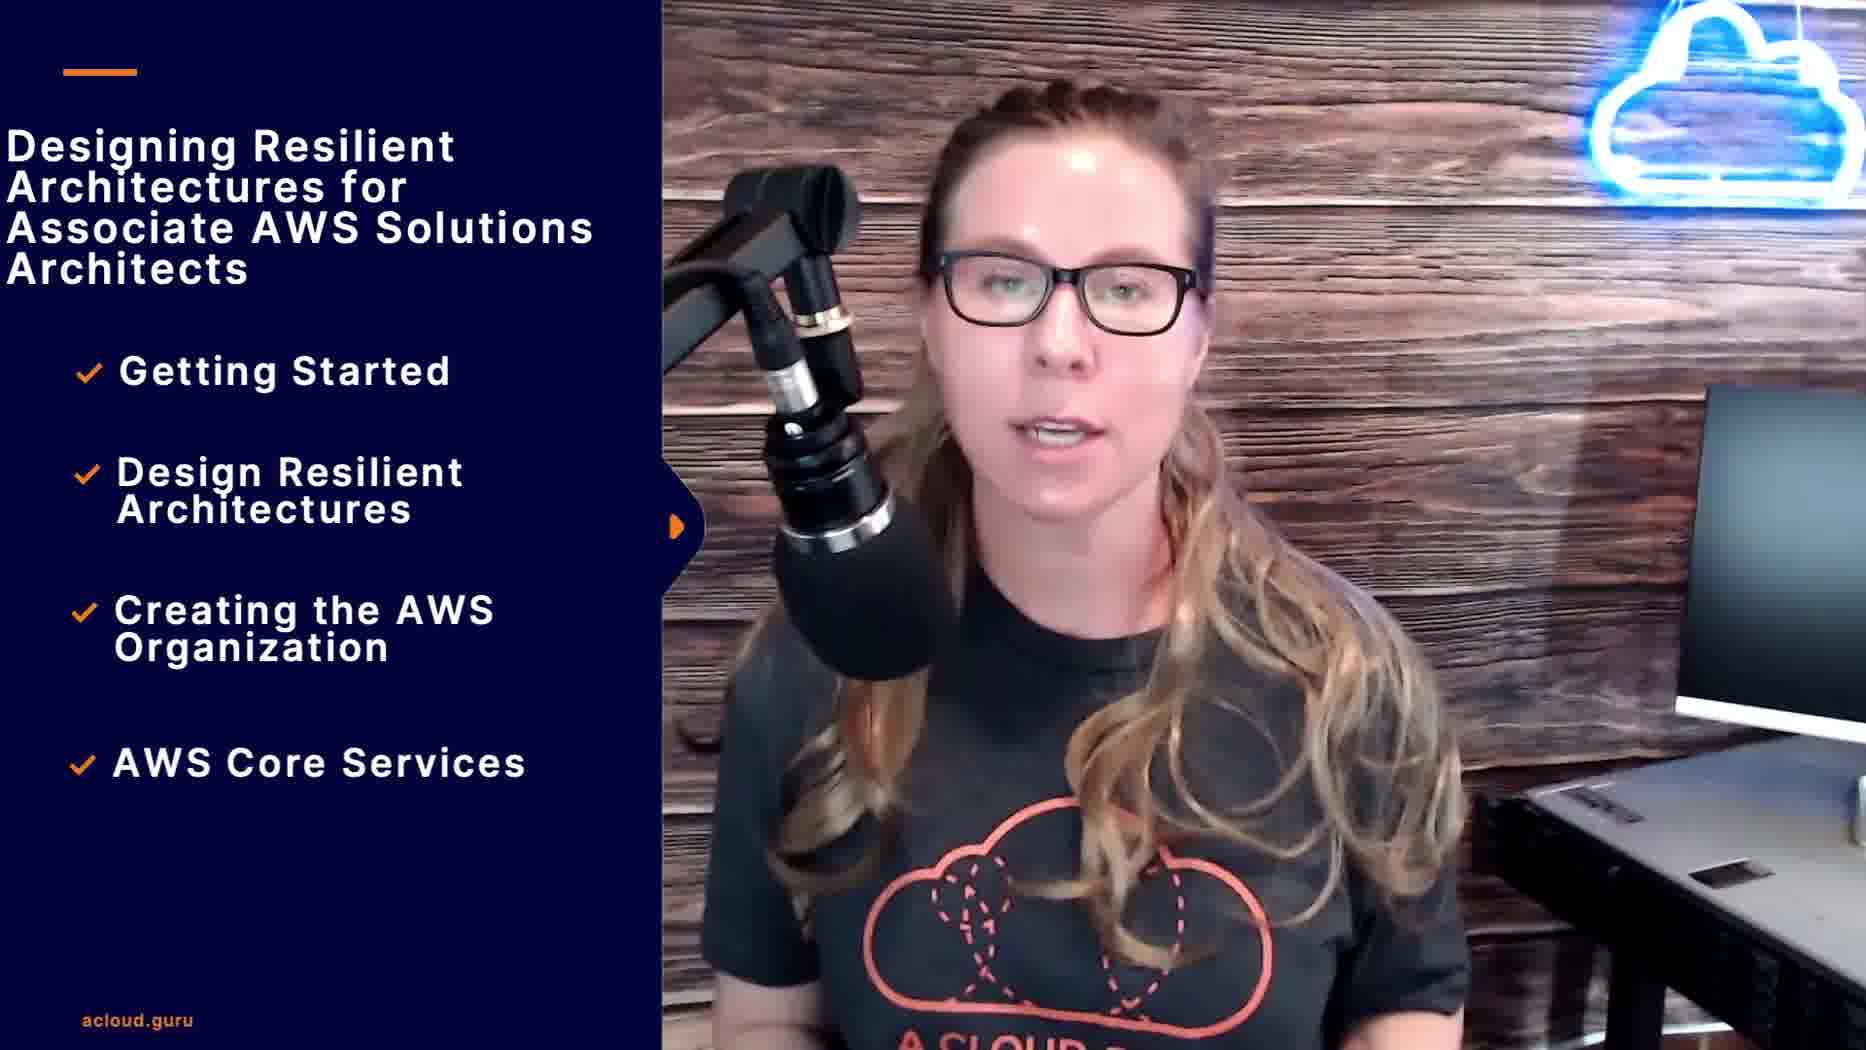 Designing Resilient
Architectures for
Associate AWS Solutions
Architects
Getting Started
Design Resilient
Architectures
Creating the AWS
Organization
AWS Core Services
acloud.guru
A CLOUD